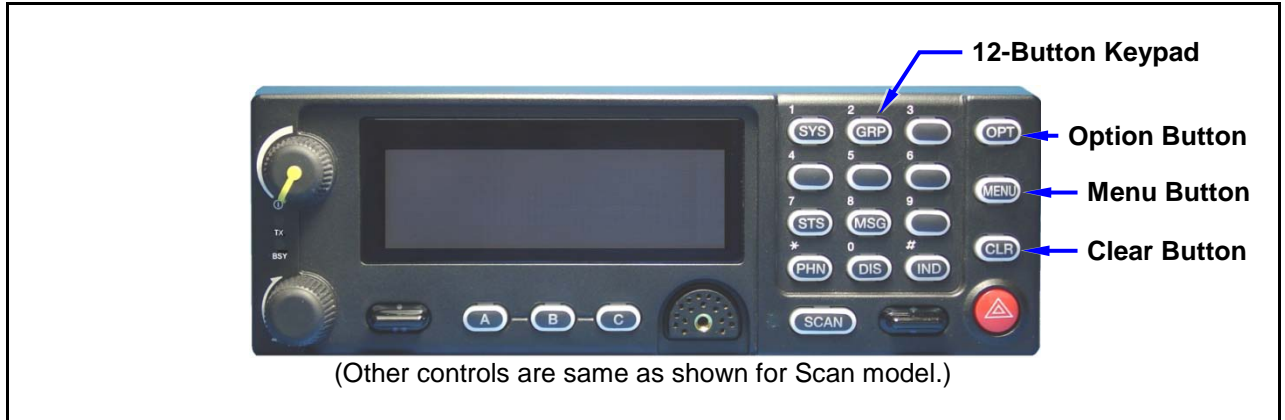 12-Button Keypad
1 2 3
SYS GRP OPT
Option Button
4 5 6
MENU
Menu Button
7 8 9
STS MSG
TX
BSY
* 0 #
PHN DIS IND CLR
Clear Button
A B C SCAN
(Other controls are same as shown for Scan model.)